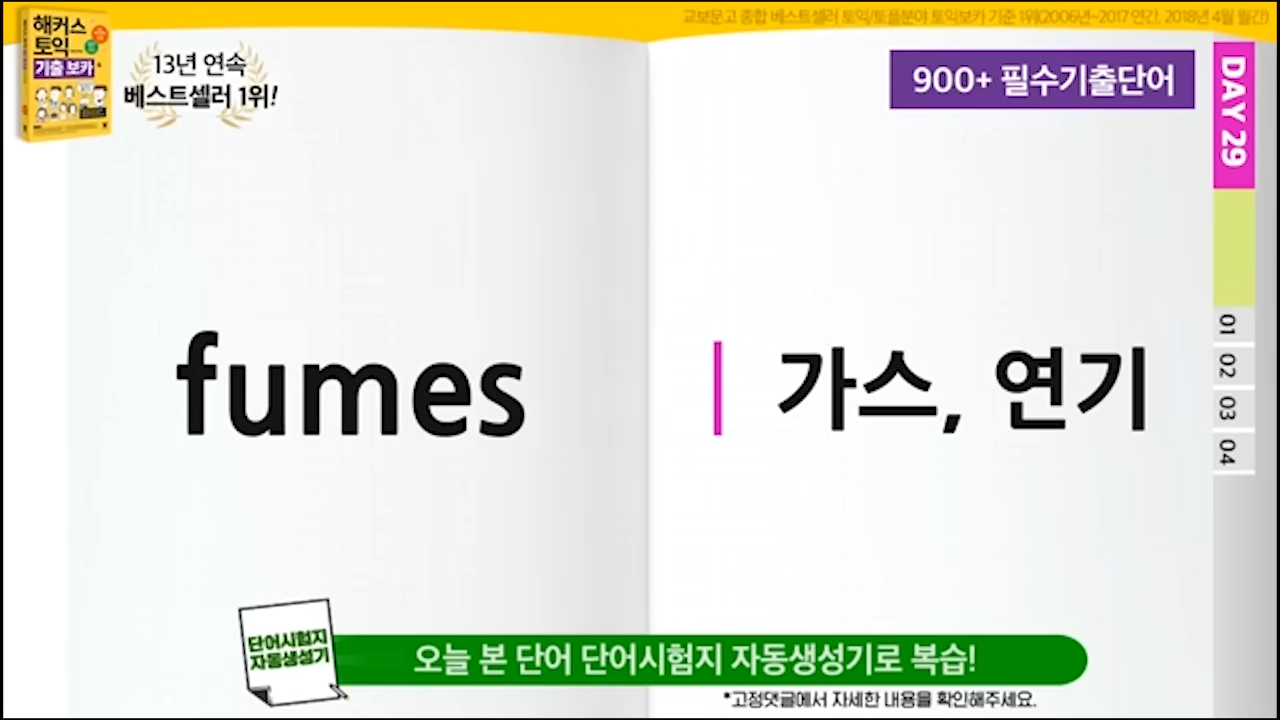 교보문고 종합 베스트셀러 토익/토플분야 토익보카 기준 1위(2006년~2017 연간, 2018년 4월 월간)
해커스
토익
기출 보카
13년 연속
베스트셀러 1위!
900+ 필수기출단어
DAY 29
01
02
03
04
fumes
가스, 연기
단어시험지
자동생성기
오늘 본 단어 단어시험지 자동생성기로 복습!
*고정댓글에서 자세한 내용을 확인해주세요.